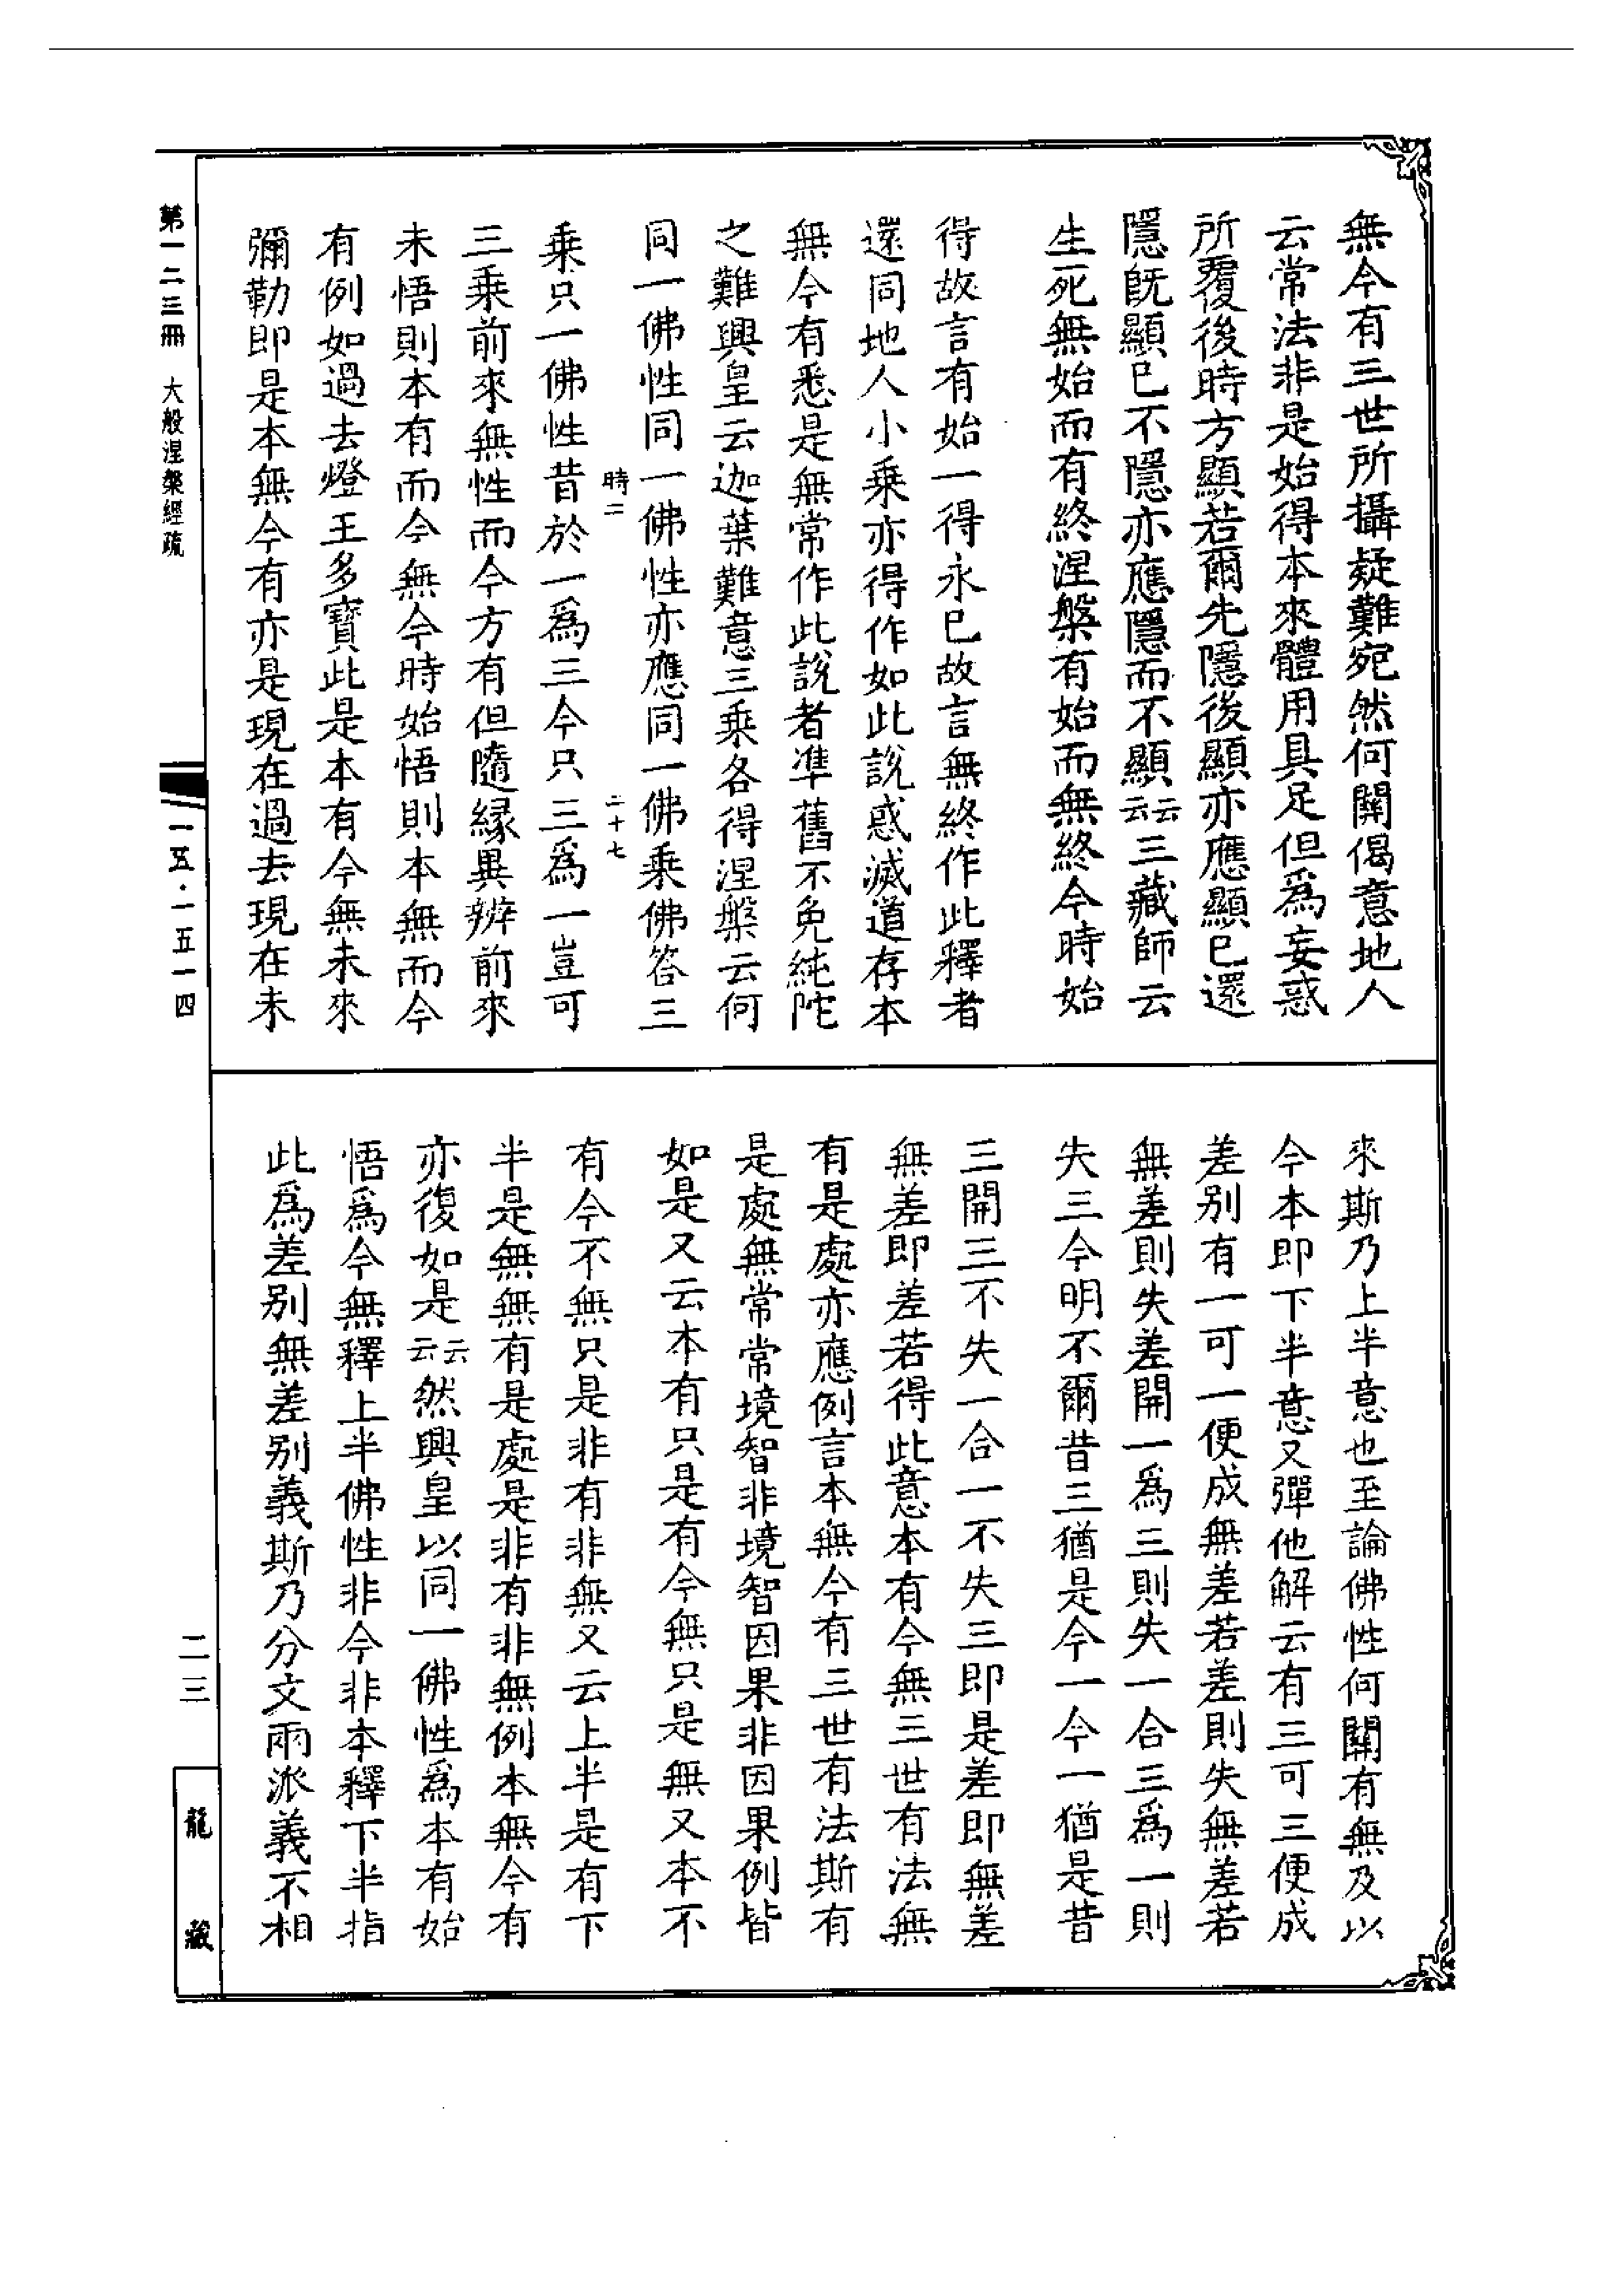 無今有三世所攝疑難宛然何關偈意地人
云常法非是始得本來體用具足但爲妄惑
所覆後時方顯若爾先隱後顯亦應顯已還
隱旣顯已不隱亦應隱而不顯云云三藏師云
生死無始而有終涅槃有始而無終今時始
得故言有始一得永已故言無終作此釋者
還同地人小乘亦得作如此說惑滅道存本
無今有悉是無常作此說者凖舊不免純陀
之難興皇云迦葉難意三乘各得涅槃云何
同一佛性同一佛性亦應同一佛乘佛答三
時二 二十七
乘只一佛性昔於一爲三今只三爲一豈可
三乘前來無性而今方有但隨緣異辨前來
未悟則本有而今無今時始悟則本無而今
有例如過去燈王多寶此是本有今無未來
彌勒即是本無今有亦是現在過去現在未
來斯乃上半意也至論佛性何關有無及以
今本即下半意又彈他解云有三可三便成
差别有一可一便成無差若差則失無差若
無差則失差開一爲三則失一合三爲一則
失三今明不爾昔三猶是今一今一猶是昔
三開三不失一合一不失三即是差即無差
無差即差若得此意本有今無三世有法無
有是處亦應例言本無今有三世有法斯有
是處無常常境智非境智因果非因果例皆
如是又云本有只是有今無只是無又本不
有今不無只是非有非無又云上半是有下
半是無無有是處是非有非無例本無今有
亦復如是云云然興皇以同一佛性爲本有始
悟爲今無釋上半佛性非今非本釋下半指
此爲差别無差别義斯乃分文兩派義不相
第一二三冊 大般涅槃經疏
一五·一五一四
二三
龍藏